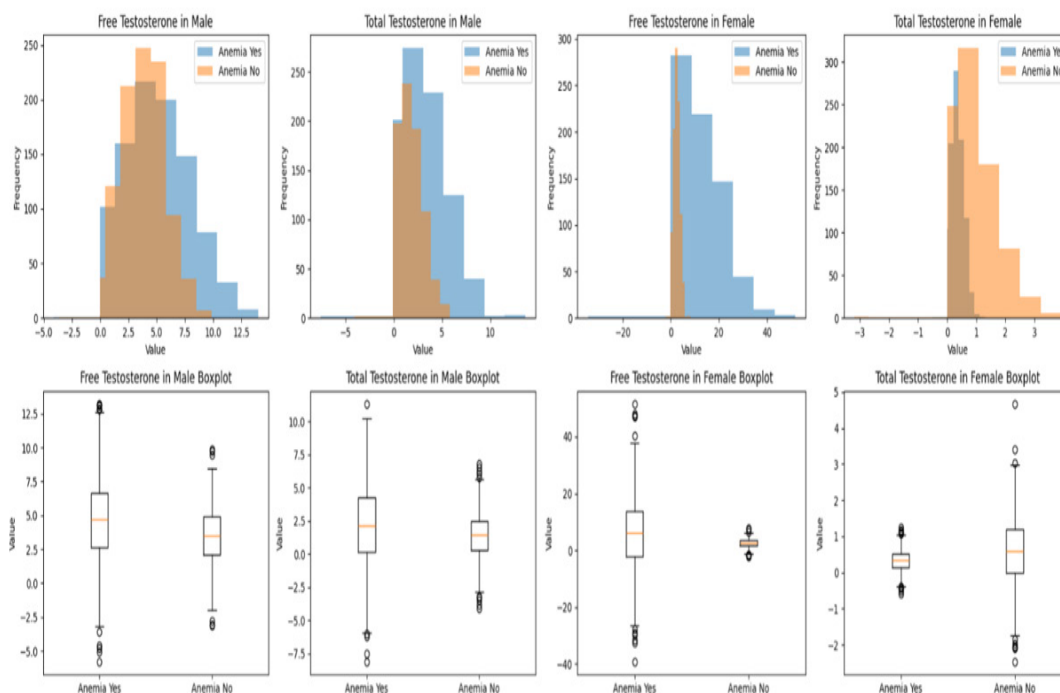 Free Testosterone in Male
Total Testosterone in Male
Free Testosterone in Female
Total Testosterone in Female
Frequency
250
200
150
100
50
0
Anemia Yes
Anemia No
−5.0 −2.5 0.0 2.5 5.0 7.5 10.0 12.5
Value
Frequency
250
200
150
100
50
0
Anemia Yes
Anemia No
−5 0 5 10
Value
Frequency
300
250
200
150
100
50
0
Anemia Yes
Anemia No
−20 0 20 40
Value
Frequency
300
250
200
150
100
50
0
Anemia Yes
Anemia No
−3 −2 −1 0 1 2 3
Value
Free Testosterone in Male Boxplot
Total Testosterone in Male Boxplot
Free Testosterone in Female Boxplot
Total Testosterone in Female Boxplot
Value
12.5
10.0
7.5
5.0
2.5
0.0
−2.5
−5.0
Anemia Yes Anemia No
Value
10.0
7.5
5.0
2.5
0.0
−2.5
−5.0
−7.5
Anemia Yes Anemia No
Value
40
20
0
−20
−40
Anemia Yes Anemia No
Value
5
4
3
2
1
0
−1
−2
Anemia Yes Anemia No